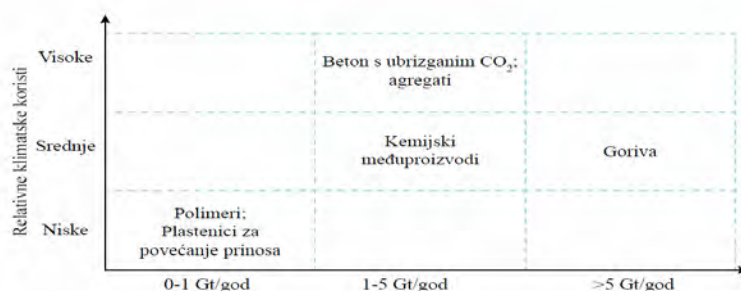 Relativne klimatske koristi
Visoke
Beton s ubrizganim CO₂;
agregati
Srednje
Kemijski
međuproizvodi
Goriva
Niske
Polimeri;
Plastenici za
povećanje prinosa
0-1 Gt/god
1-5 Gt/god
>5 Gt/god